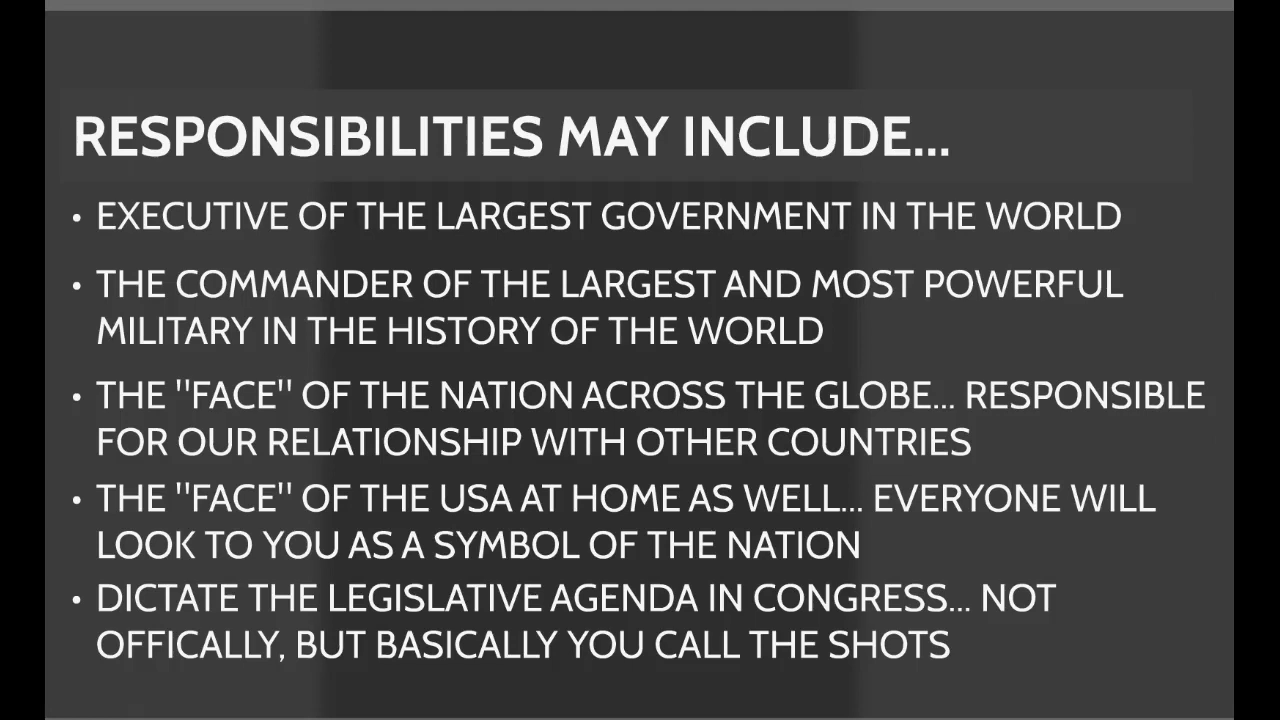 RESPONSIBILITIES MAY INCLUDE...
• EXECUTIVE OF THE LARGEST GOVERNMENT IN THE WORLD
• THE COMMANDER OF THE LARGEST AND MOST POWERFUL
MILITARY IN THE HISTORY OF THE WORLD
• THE "FACE" OF THE NATION ACROSS THE GLOBE... RESPONSIBLE
FOR OUR RELATIONSHIP WITH OTHER COUNTRIES
• THE "FACE" OF THE USA AT HOME AS WELL... EVERYONE WILL
LOOK TO YOU AS A SYMBOL OF THE NATION
• DICTATE THE LEGISLATIVE AGENDA IN CONGRESS... NOT
OFFICALLY, BUT BASICALLY YOU CALL THE SHOTS